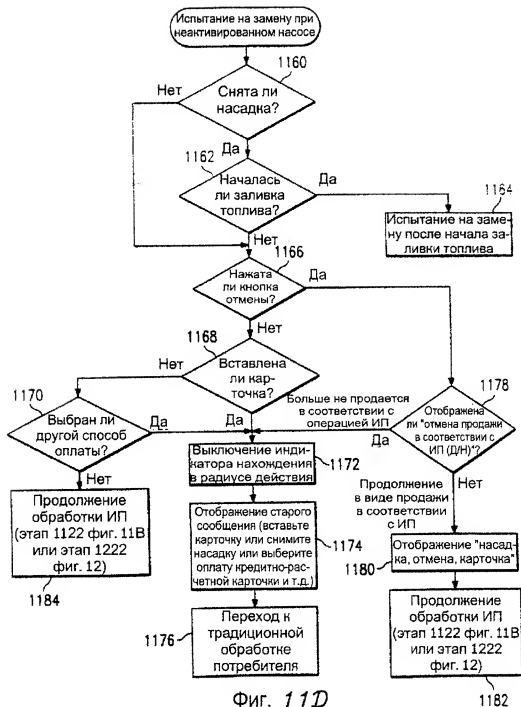 Испытание на замену при
неактивированном насосе
1160
Нет
Снята ли
насадка?
Да
1162
Началась
ли заливка
топлива?
Да
1164
Испытание на заме-
ну после начала за-
ливки топлива
Нет
1166
Нажата
ли кнопка
отмены?
Да
Нет
1168
Нет
Вставлена
ли кар-
точка?
Да
1170
Выбран ли
другой способ
оплаты?
Да
Нет
Больше не продается
в соответствии с
операцией ИП
Да
1178
Отображена
ли "отмена продажи
в соответствии с
ИП (Д/Н)"?
Нет
Продолжение
в виде продажи
в соответствии
с ИП
Выключение инди-
катора нахождения
в радиусе действия
1172
Продолжение
обработки ИП
(этап 1122 фиг. 11В
или этап 1222
фиг. 12)
1184
Отображение старого
сообщения (вставьте
карточку или снимите
насадку или выберите
оплату кредитно-рас-
четной карточки и т.д.)
1174
Отображение "насад-
ка, отмена, карточка"
1180
Переход к
традиционной
обработке
потребителя
1176
Продолжение
обработки ИП
(этап 1122 фиг. 11В
или этап 1222
фиг. 12)
1182
Фиг. 11D